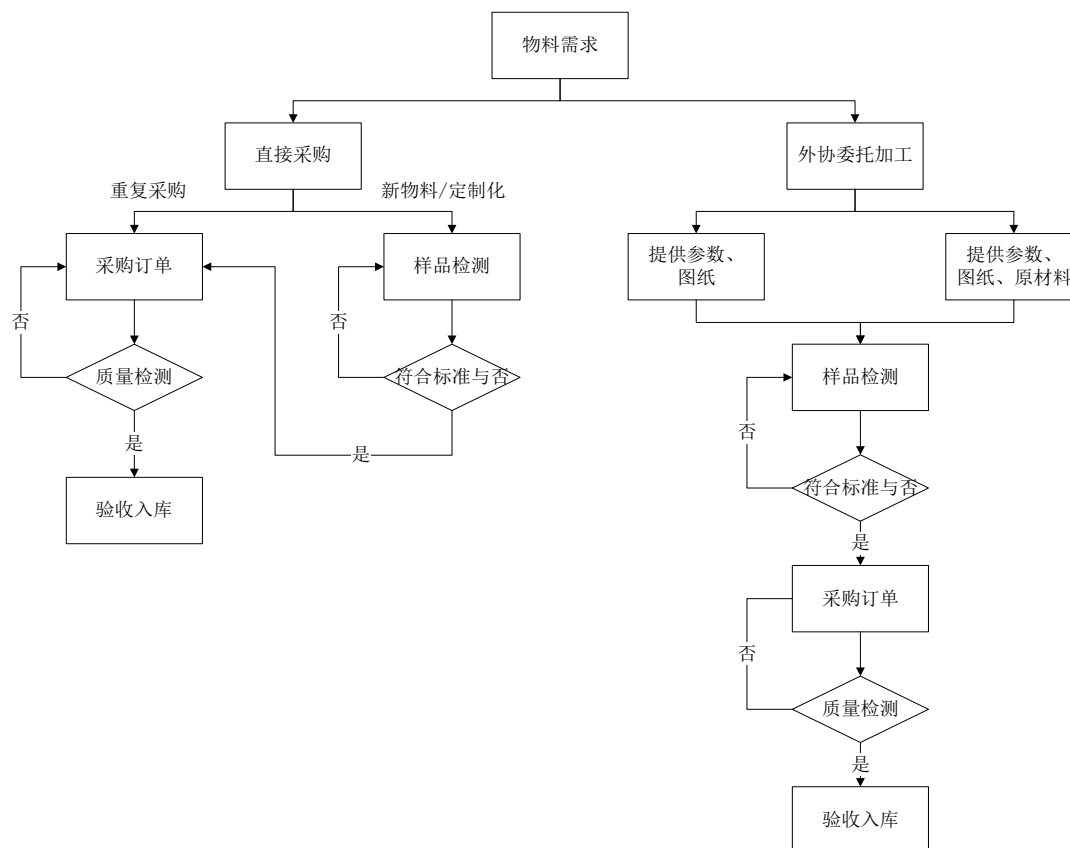 物料需求
直接采购
外协委托加工
重复采购
新物料/定制化
采购订单
样品检测
提供参数、
图纸
提供参数、
图纸、原材料
否
否
质量检测
符合标准与否
样品检测
否
是
是
验收入库
符合标准与否
是
采购订单
否
质量检测
是
验收入库